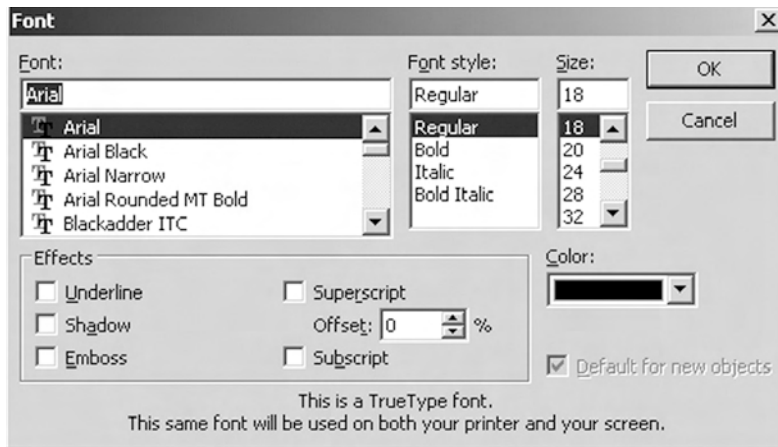 Font
Font: Font style: Size:
Arial Regular 18
OK
Cancel
Arial
Arial Black
Arial Narrow
Arial Rounded MT Bold
Blackadder ITC
Regular
Bold
Italic
Bold Italic
18
20
24
28
32
Effects
Underline
Shadow
Emboss
Superscript
Offset: 0 %
Subscript
Color:
Default for new objects
This is a TrueType font.
This same font will be used on both your printer and your screen.